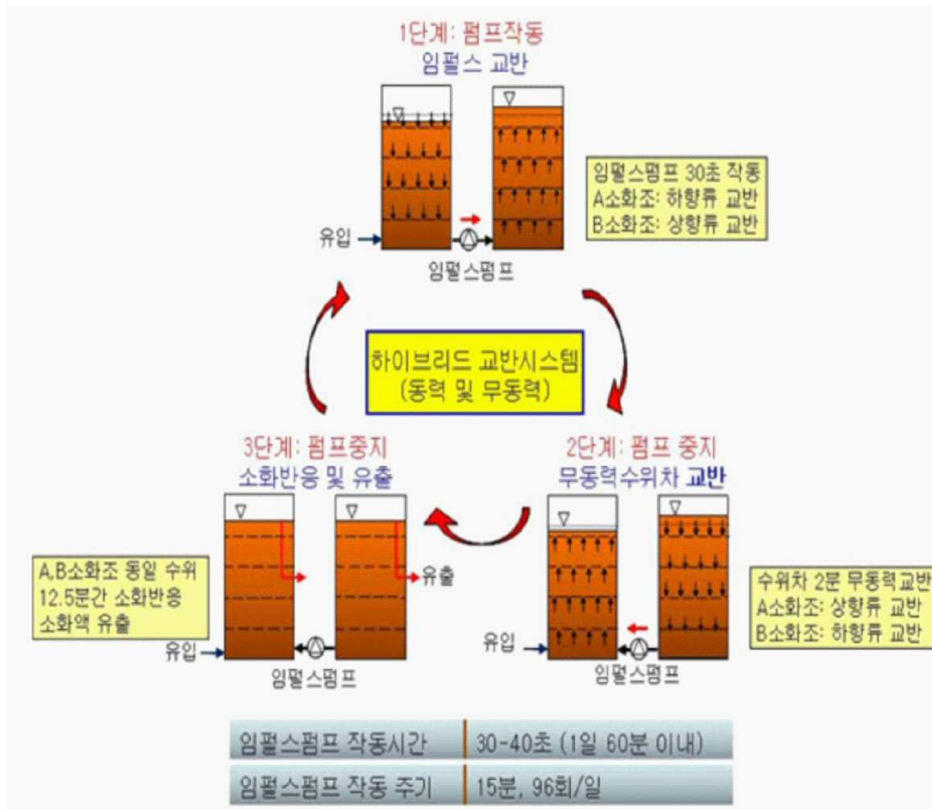 1단계: 펌프작동
임펄스 교반
임펄스펌프 30초 작동
A소화조: 하향류 교반
B소화조: 상향류 교반
유입
임펄스펌프
하이브리드 교반시스템
(동력 및 무동력)
3단계: 펌프중지
소화반응 및 유출
2단계: 펌프 중지
무동력수위차 교반
A,B소화조 동일 수위
12.5분간 소화반응
소화액 유출
유출
유입
임펄스펌프
수위차 2분 무동력교반
A소화조: 상향류 교반
B소화조: 하향류 교반
유입
임펄스펌프
임펄스펌프 작동시간 30-40초 (1일 60분 이내)
임펄스펌프 작동 주기 15분, 96회/일